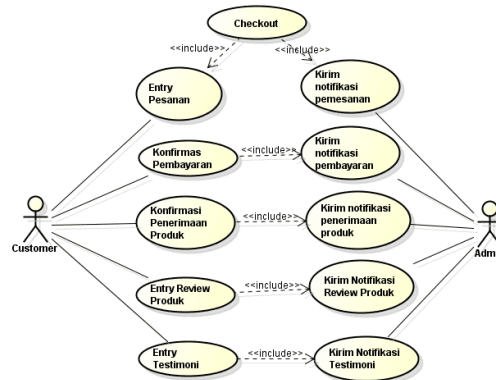 Checkout
<<include>>
<<include>>
Entry
Pesanan
Kirim
notifikasi
pemesanan
Konfirmas
Pembayaran
<<include>>
Kirim
notifikasi
pembayaran
Konfirmasi
Penerimaan
Produk
<<include>>
Kirim notifikasi
penerimaan
produk
Customer
Adm
Entry Review
Produk
<<include>>
Kirim Notifikasi
Review Produk
Entry
Testimoni
<<include>>
Kirim Notifikasi
Testimoni